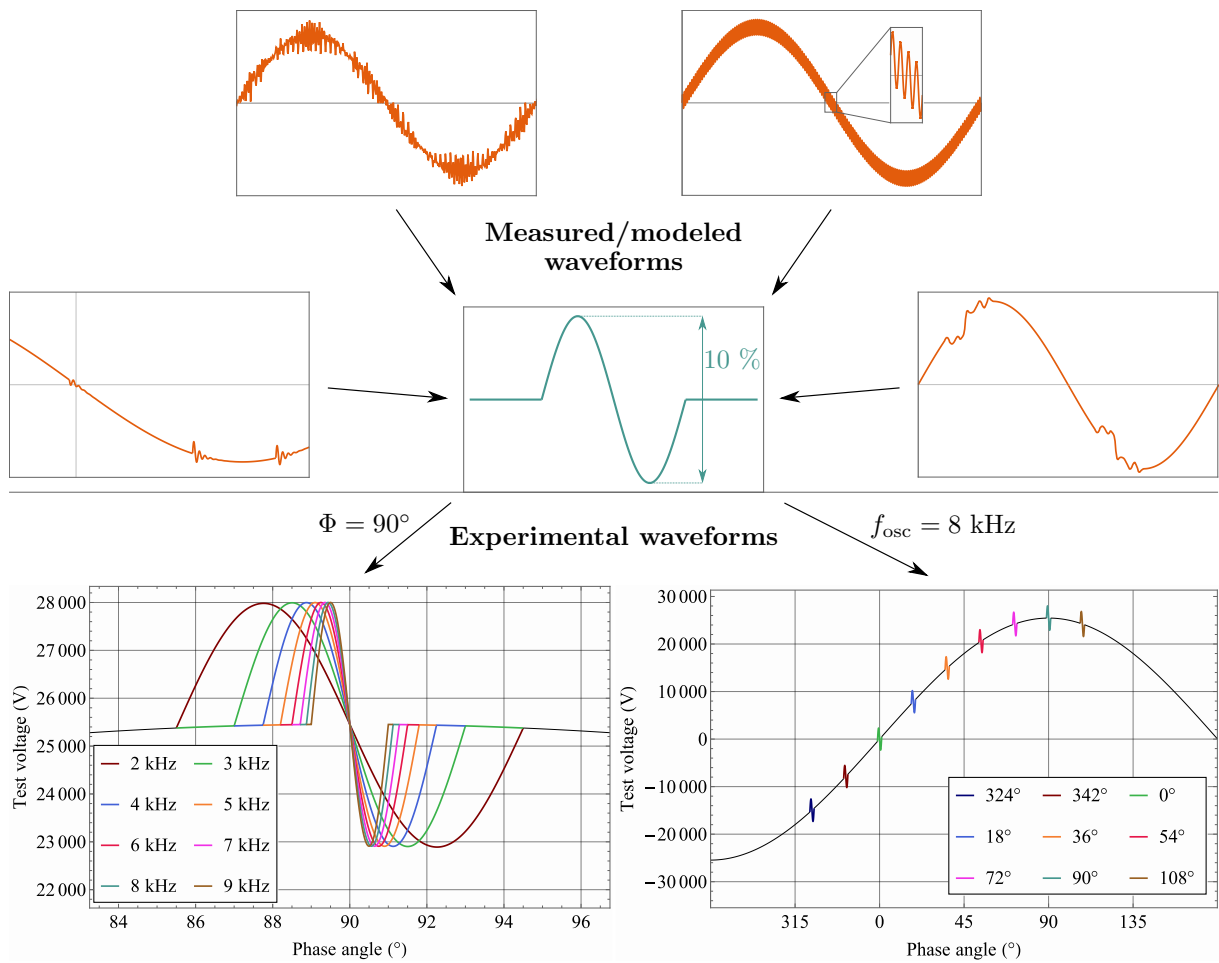 Measured/modeled
waveforms
10 %
Φ = 90°
f_osc = 8 kHz
Experimental waveforms
28 000
27 000
26 000
25 000
24 000
23 000
22 000
Test voltage (V)
2 kHz 3 kHz
4 kHz 5 kHz
6 kHz 7 kHz
8 kHz 9 kHz
84 86 88 90 92 94 96
Phase angle (°)
30 000
20 000
10 000
0
−10 000
−20 000
−30 000
Test voltage (V)
324° 342° 0°
18° 36° 54°
72° 90° 108°
315 0 45 90 135
Phase angle (°)